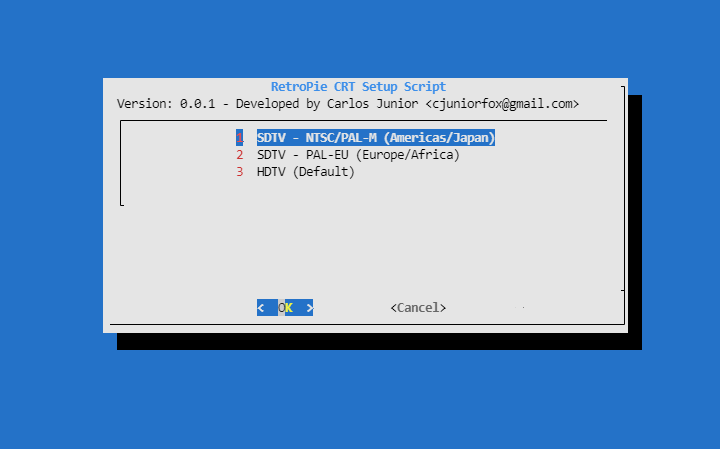 RetroPie CRT Setup Script
Version: 0.0.1 - Developed by Carlos Junior <cjuniorfox@gmail.com>
1 SDTV - NTSC/PAL-M (Americas/Japan)
2 SDTV - PAL-EU (Europe/Africa)
3 HDTV (Default)
< OK > <Cancel>